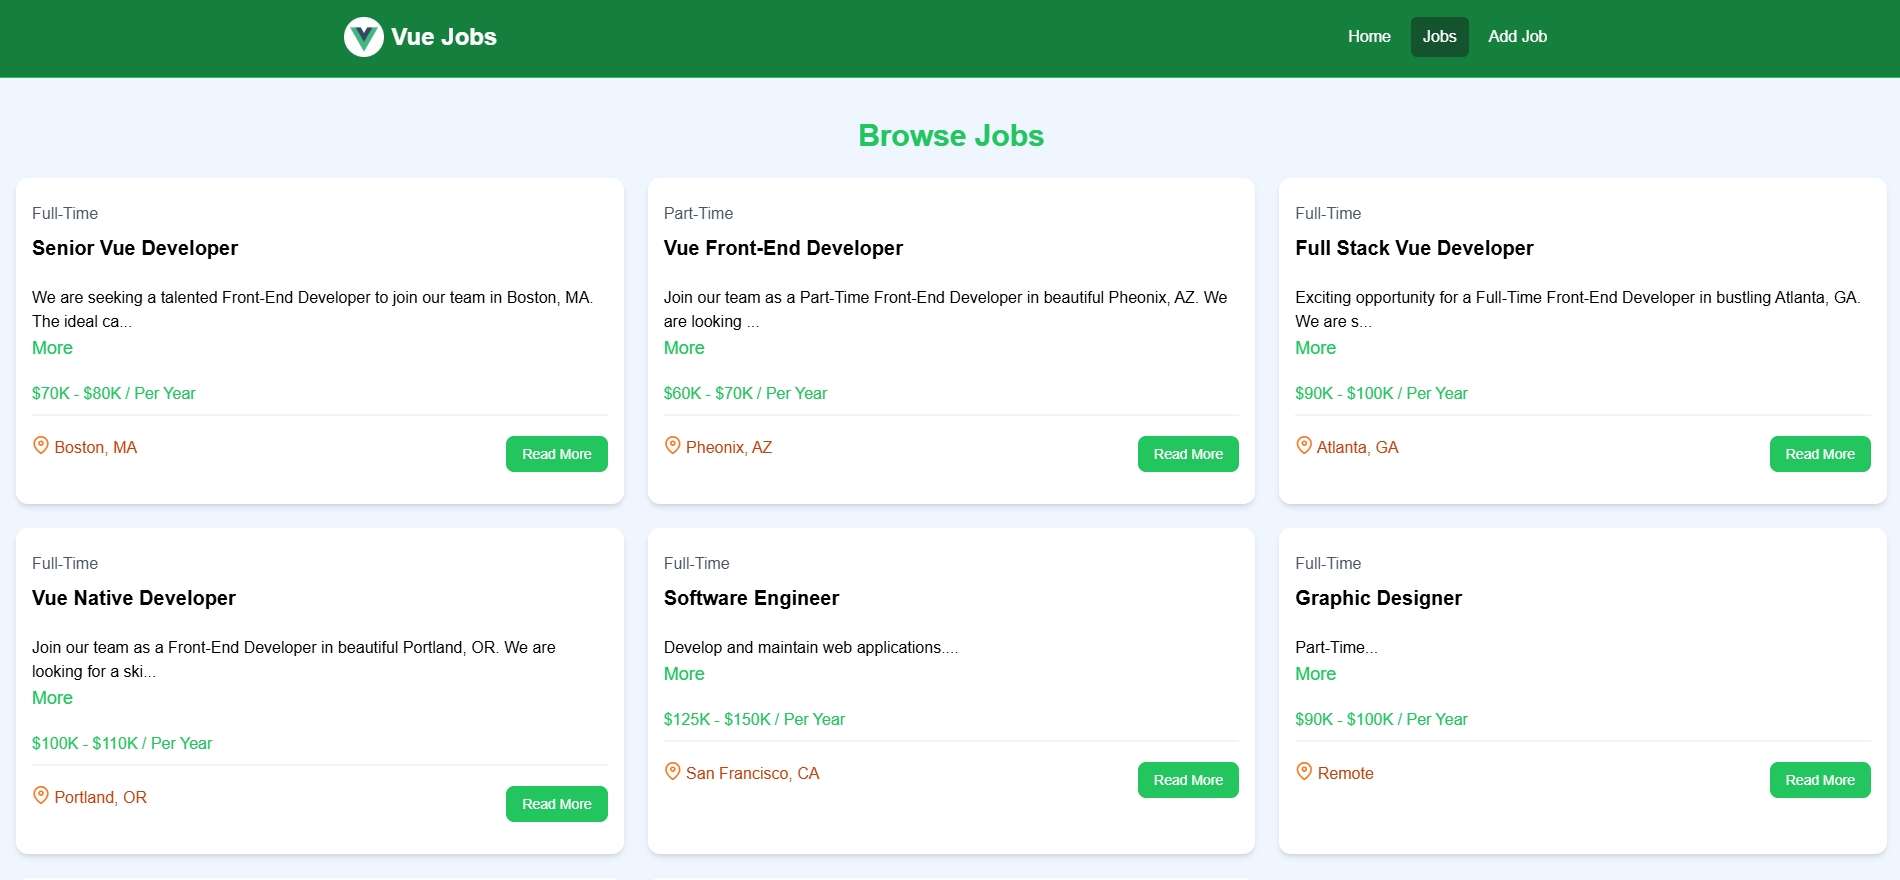 Vue Jobs
Home
Jobs
Add Job
Browse Jobs
Full-Time
Senior Vue Developer
We are seeking a talented Front-End Developer to join our team in Boston, MA.
The ideal ca...
More
$70K - $80K / Per Year
Boston, MA
Read More
Part-Time
Vue Front-End Developer
Join our team as a Part-Time Front-End Developer in beautiful Pheonix, AZ. We
are looking ...
More
$60K - $70K / Per Year
Pheonix, AZ
Read More
Full-Time
Full Stack Vue Developer
Exciting opportunity for a Full-Time Front-End Developer in bustling Atlanta, GA.
We are s...
More
$90K - $100K / Per Year
Atlanta, GA
Read More
Full-Time
Vue Native Developer
Join our team as a Front-End Developer in beautiful Portland, OR. We are
looking for a ski...
More
$100K - $110K / Per Year
Portland, OR
Read More
Full-Time
Software Engineer
Develop and maintain web applications....
More
$125K - $150K / Per Year
San Francisco, CA
Read More
Full-Time
Graphic Designer
Part-Time...
More
$90K - $100K / Per Year
Remote
Read More